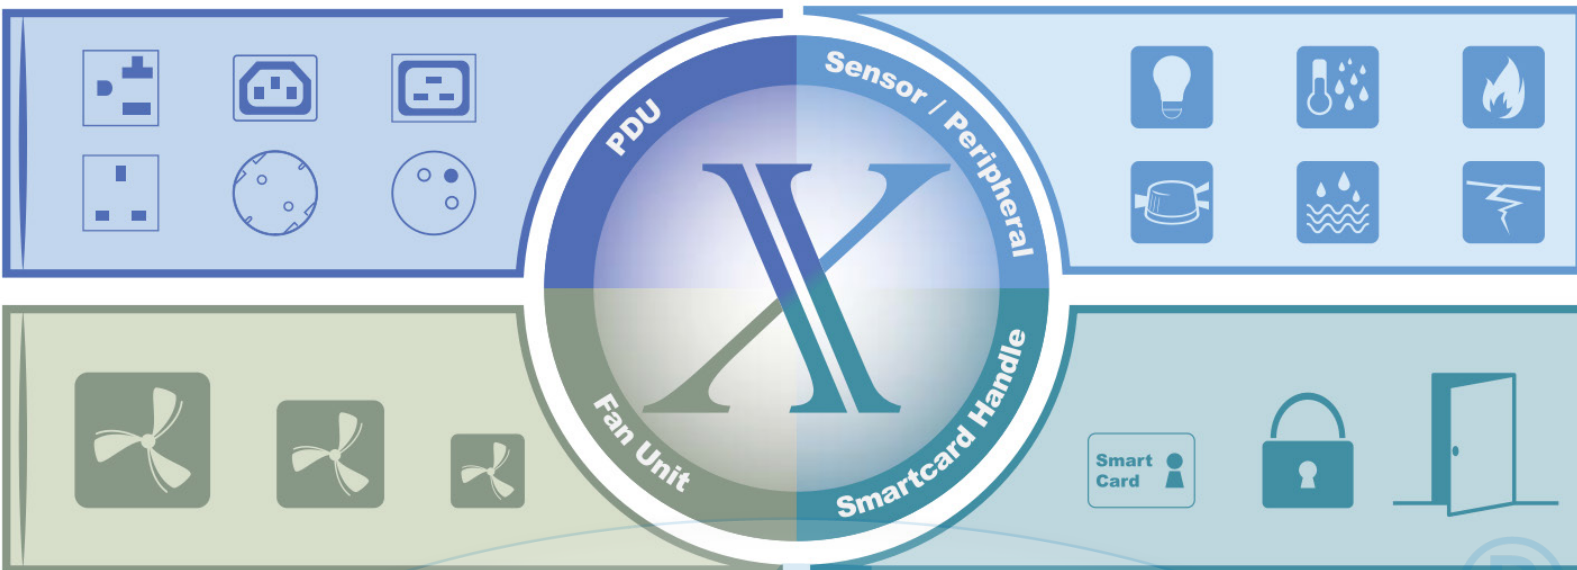 PDU
Sensor / Peripheral
X
Fan Unit
Smartcard Handle
Smart
Card